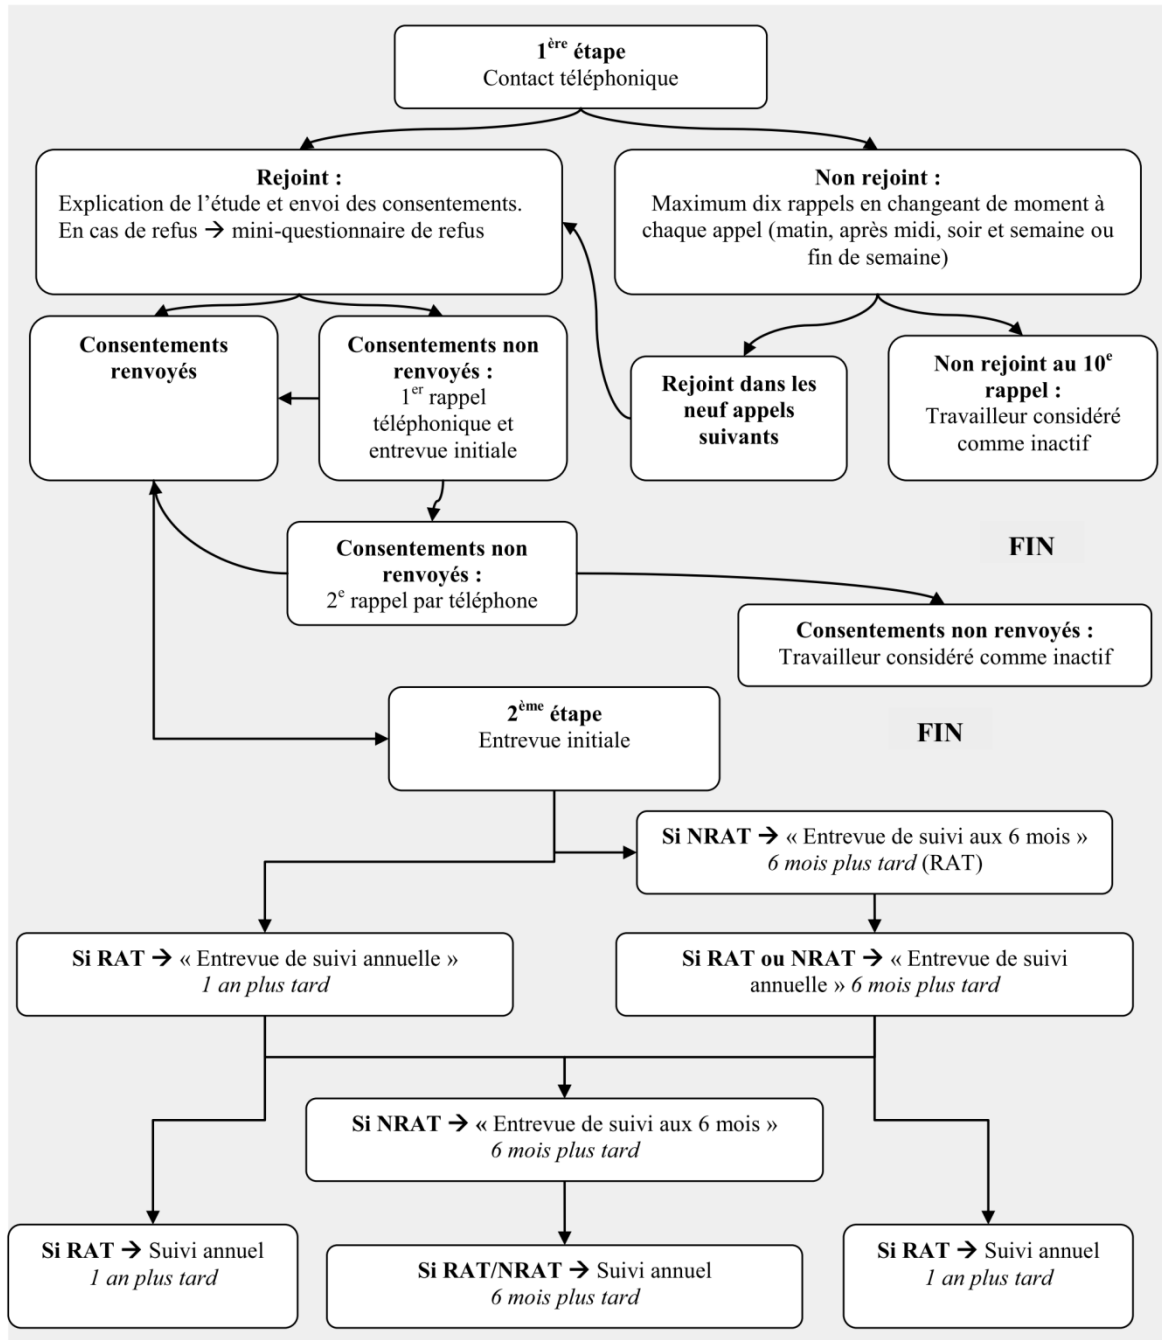 1ère étape
Contact téléphonique
Rejoint :
Explication de l’étude et envoi des consentements.
En cas de refus → mini-questionnaire de refus
Non rejoint :
Maximum dix rappels en changeant de moment à
chaque appel (matin, après midi, soir et semaine ou
fin de semaine)
Consentements
renvoyés
Consentements non
renvoyés :
1er rappel
téléphonique et
entrevue initiale
Rejoint dans les
neuf appels
suivants
Non rejoint au 10e
rappel :
Travailleur considéré
comme inactif
FIN
Consentements non
renvoyés :
2e rappel par téléphone
Consentements non renvoyés :
Travailleur considéré comme inactif
FIN
2ème étape
Entrevue initiale
Si NRAT → « Entrevue de suivi aux 6 mois »
6 mois plus tard (RAT)
Si RAT → « Entrevue de suivi annuelle »
1 an plus tard
Si RAT ou NRAT → « Entrevue de suivi
annuelle » 6 mois plus tard
Si NRAT → « Entrevue de suivi aux 6 mois »
6 mois plus tard
Si RAT → Suivi annuel
1 an plus tard
Si RAT/NRAT → Suivi annuel
6 mois plus tard
Si RAT → Suivi annuel
1 an plus tard